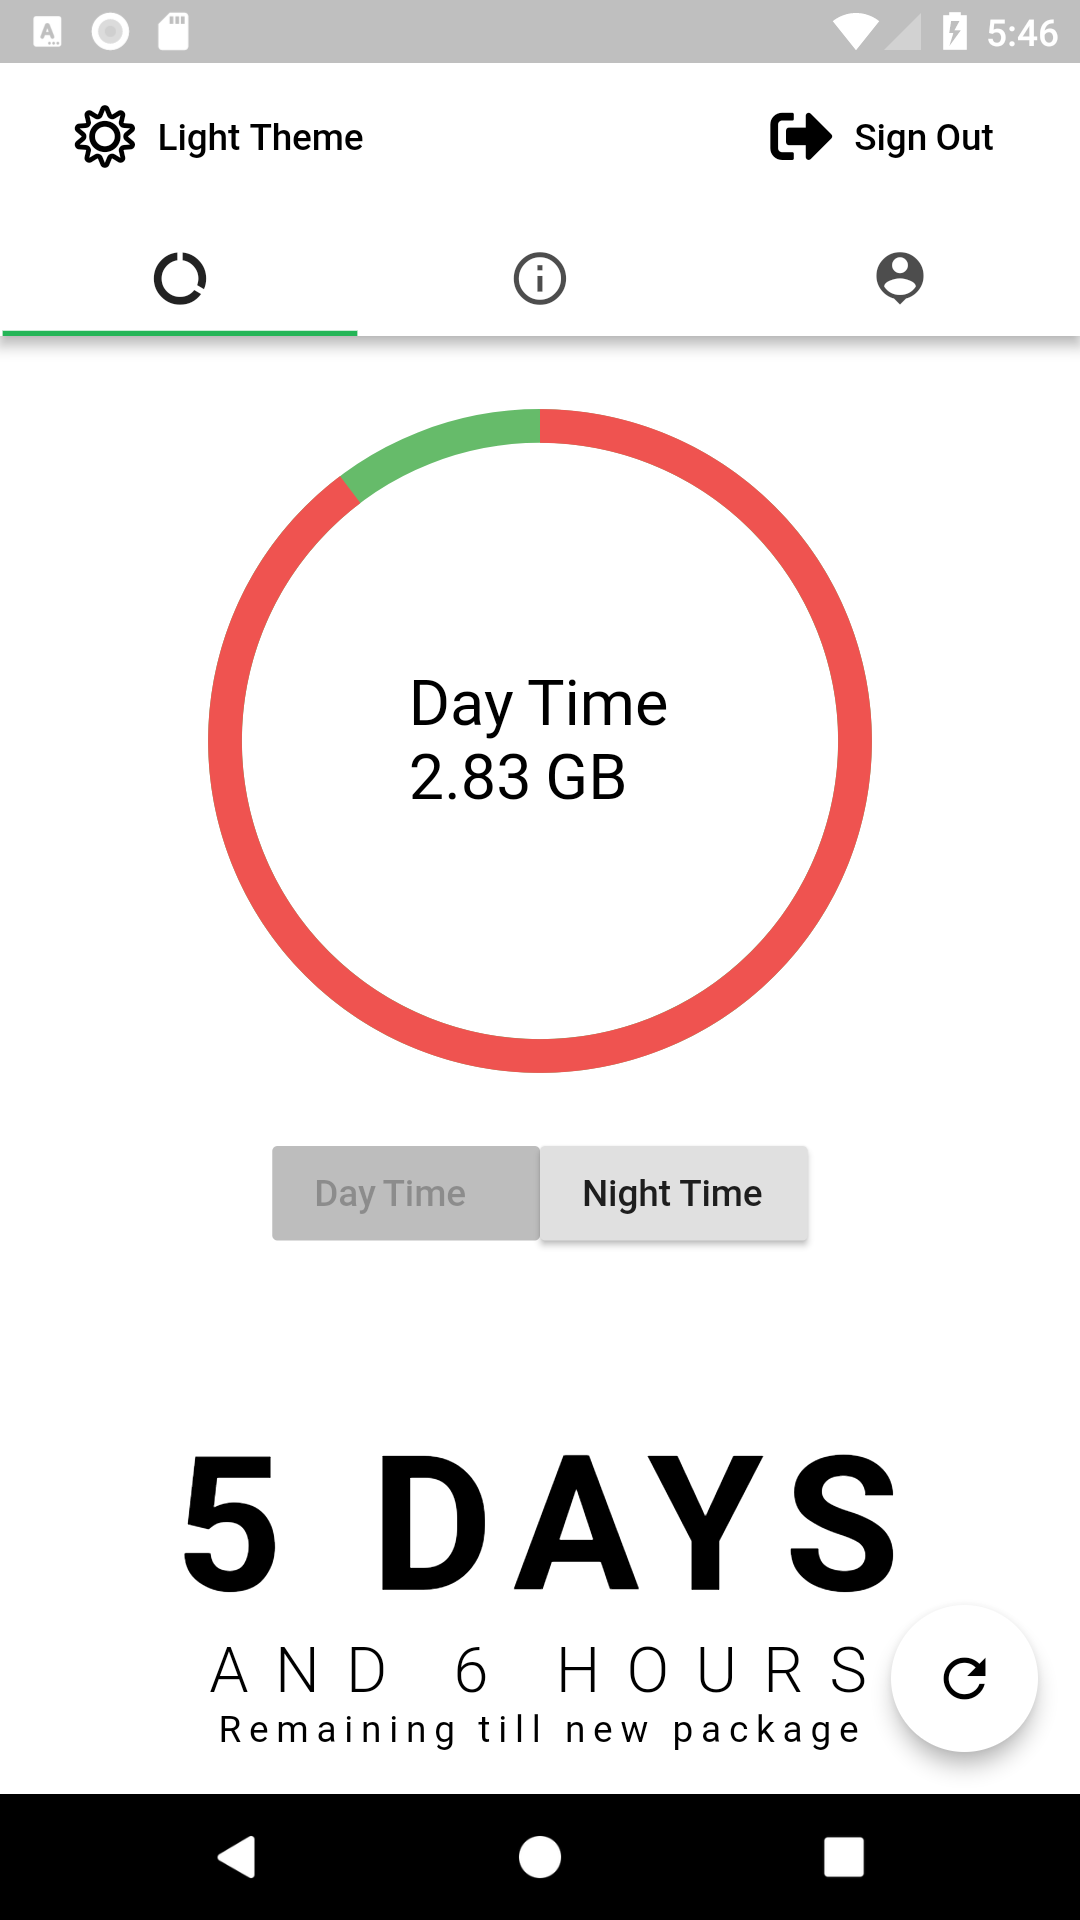 5:46
Light Theme
Sign Out
Day Time
2.83 GB
Day Time
Night Time
5 DAYS
AND 6 HOURS
Remaining till new package